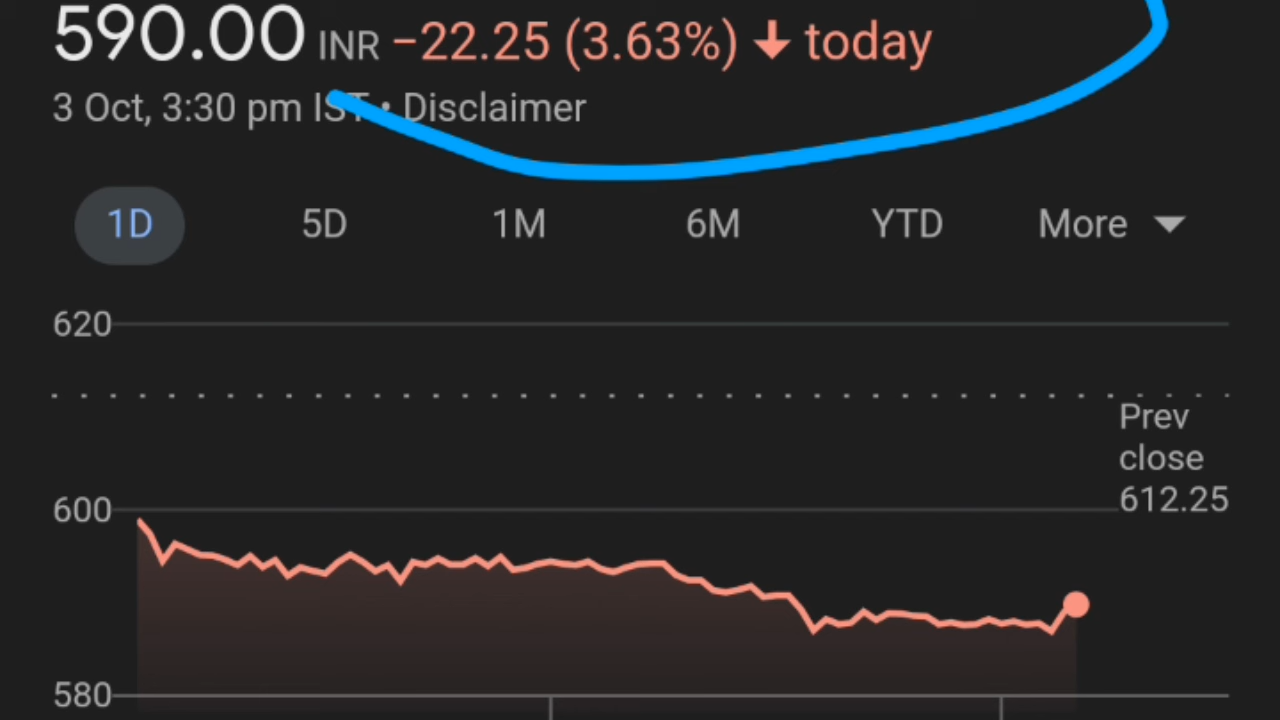 590.00 INR −22.25 (3.63%) ↓ today
3 Oct, 3:30 pm IST • Disclaimer
1D 5D 1M 6M YTD More
620
Prev
close
612.25
600
580